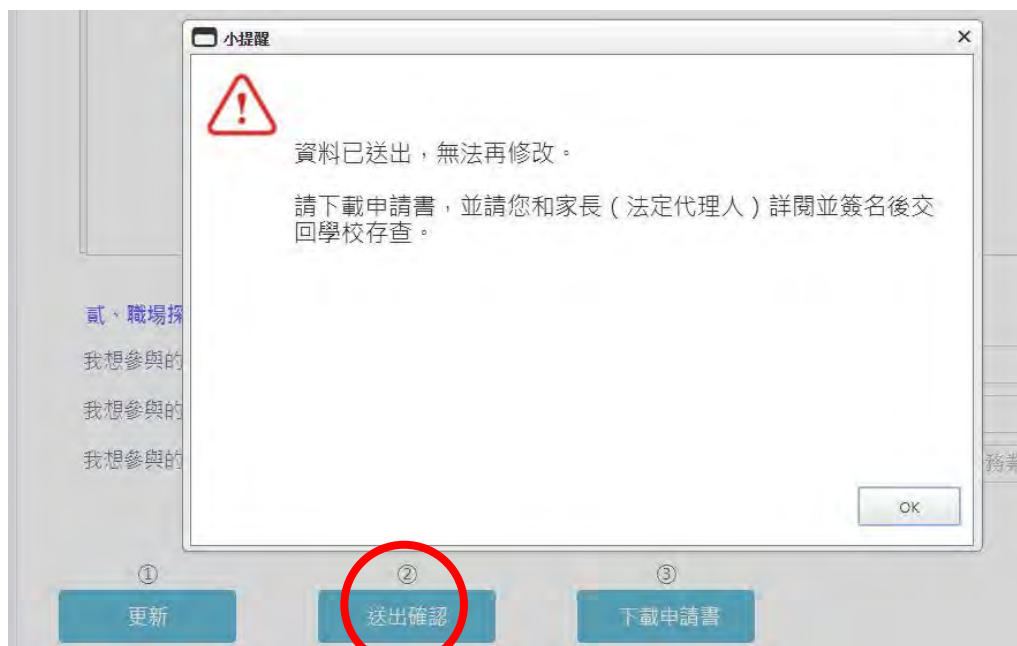 小提醒
資料已送出，無法再修改。
請下載申請書，並請您和家長（法定代理人）詳閱並簽名後交
回學校存查。
貳、職場探
我想參與的
我想參與的
我想參與的
務業
OK
① ② ③
更新 送出確認 下載申請書